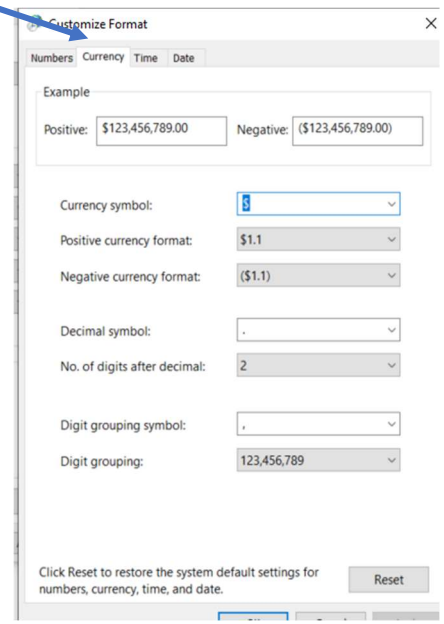 Customize Format
Numbers Currency Time Date
Example
Positive: $123,456,789.00 Negative: ($123,456,789.00)
Currency symbol: $
Positive currency format: $1.1
Negative currency format: ($1.1)
Decimal symbol: .
No. of digits after decimal: 2
Digit grouping symbol: ,
Digit grouping: 123,456,789
Click Reset to restore the system default settings for
numbers, currency, time, and date.
Reset